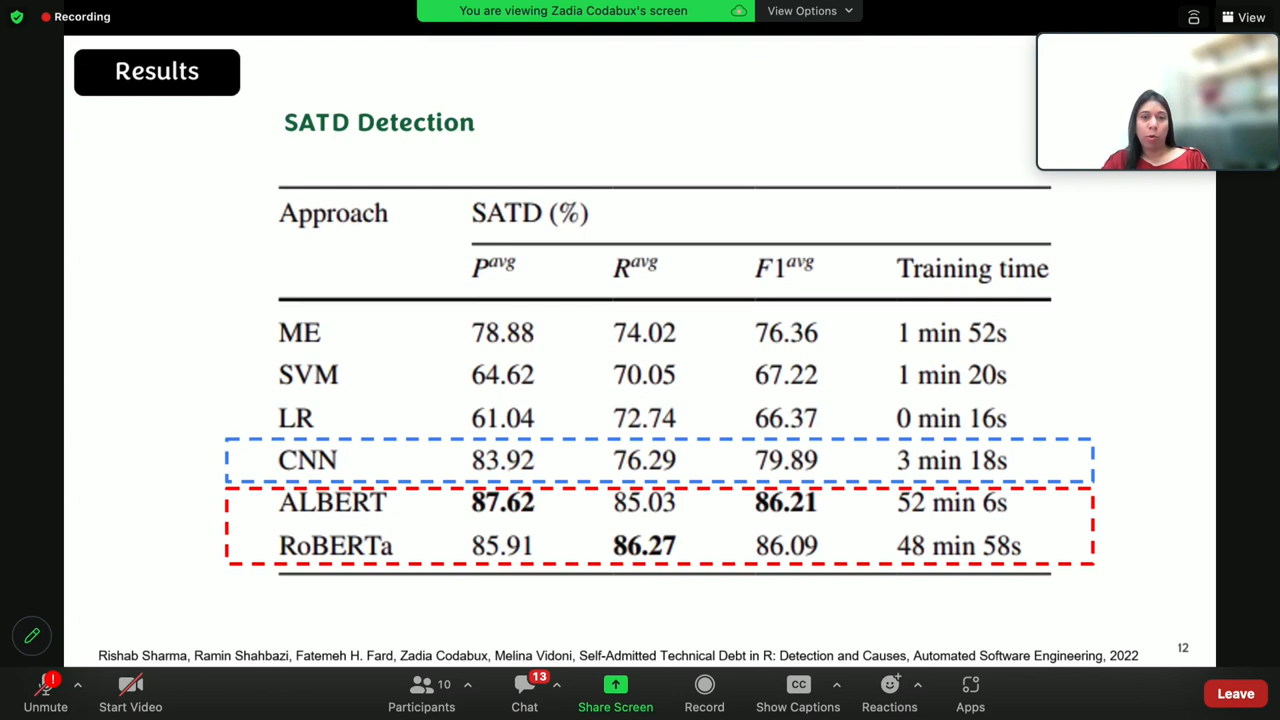 Recording
You are viewing Zadia Codabux's screen
View Options
View
Results
SATD Detection
Approach SATD (%)
Pavg Ravg F1avg Training time
ME 78.88 74.02 76.36 1 min 52s
SVM 64.62 70.05 67.22 1 min 20s
LR 61.04 72.74 66.37 0 min 16s
CNN 83.92 76.29 79.89 3 min 18s
ALBERT 87.62 85.03 86.21 52 min 6s
RoBERTa 85.91 86.27 86.09 48 min 58s
Rishab Sharma, Ramin Shahbazi, Fatemeh H. Fard, Zadia Codabux, Melina Vidoni, Self-Admitted Technical Debt in R: Detection and Causes, Automated Software Engineering, 2022
12
! 10 13 CC
Unmute Start Video Participants Chat Share Screen Record Show Captions Reactions Apps Leave